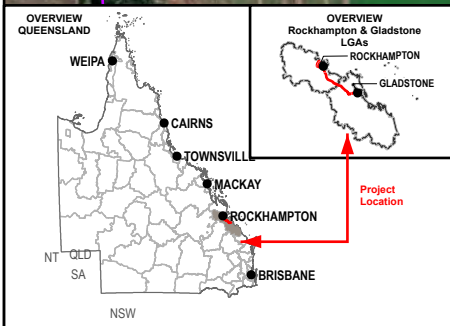 OVERVIEW
QUEENSLAND
WEIPA
CAIRNS
TOWNSVILLE
MACKAY
ROCKHAMPTON
BRISBANE
NT
QLD
SA
NSW
OVERVIEW
Rockhampton & Gladstone
LGAs
ROCKHAMPTON
GLADSTONE
Project
Location